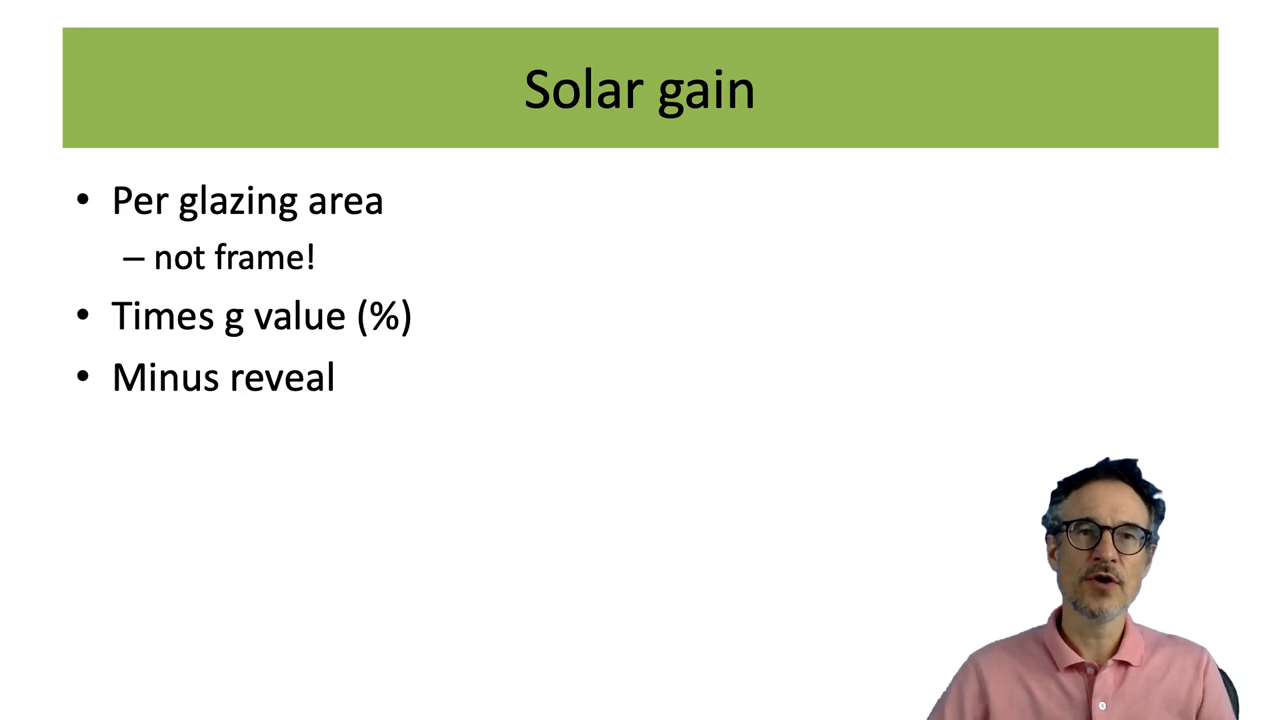 Solar gain
• Per glazing area
– not frame!
• Times g value (%)
• Minus reveal